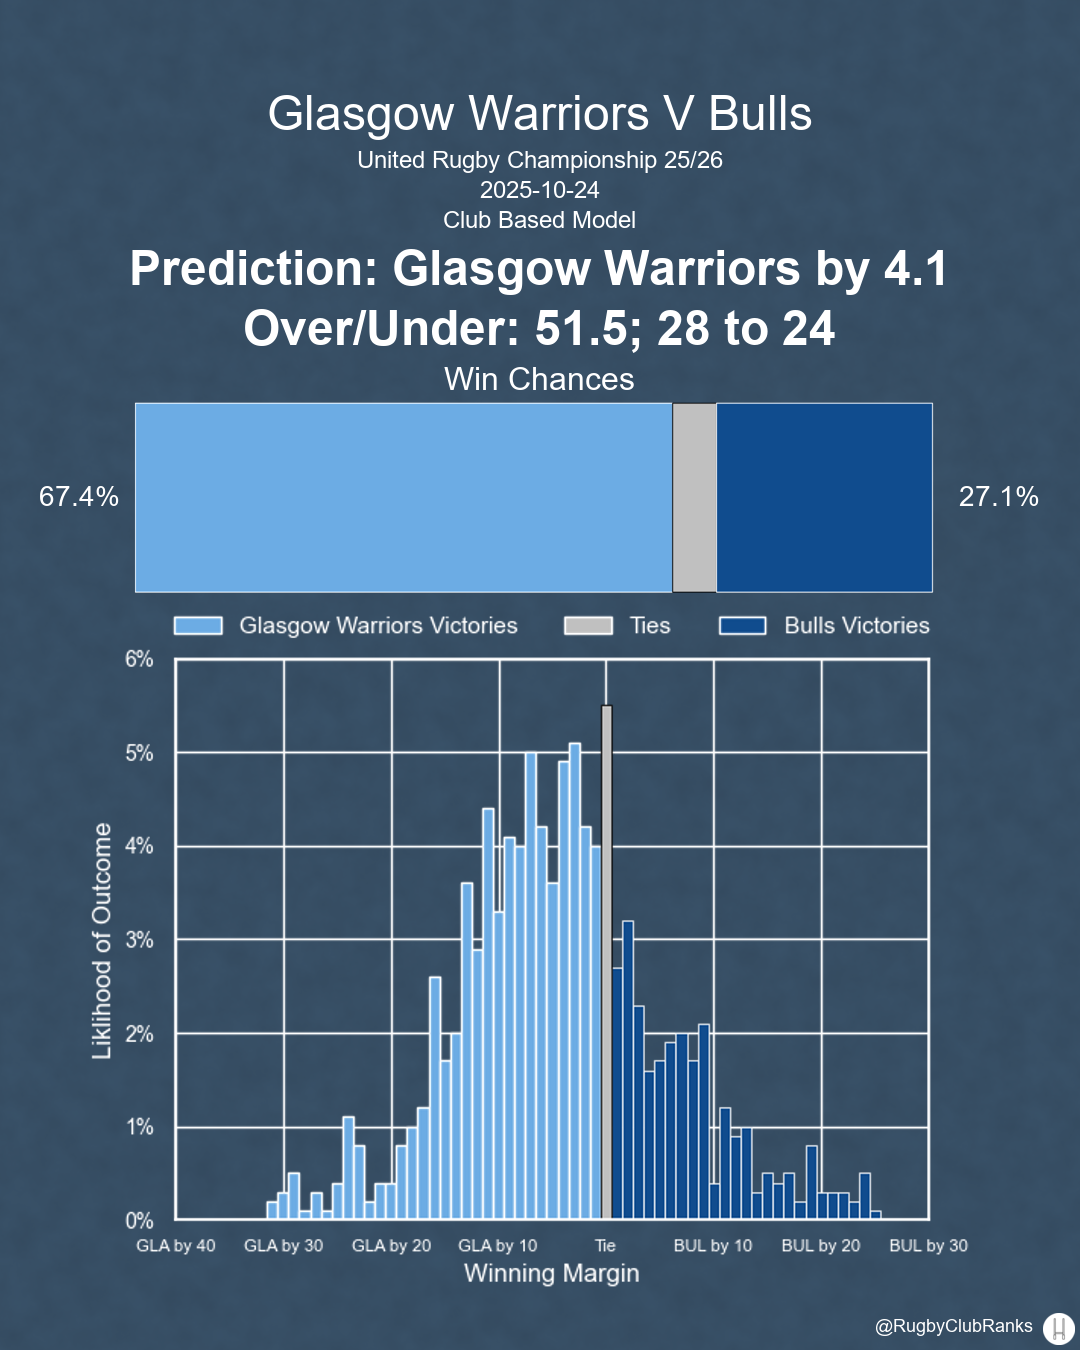 Glasgow Warriors V Bulls
United Rugby Championship 25/26
2025-10-24
Club Based Model
Prediction: Glasgow Warriors by 4.1
Over/Under: 51.5; 28 to 24
Win Chances
67.4%
27.1%
Glasgow Warriors Victories
Ties
Bulls Victories
6%
5%
4%
3%
2%
1%
0%
Liklihood of Outcome
GLA by 40
GLA by 30
GLA by 20
GLA by 10
Tie
BUL by 10
BUL by 20
BUL by 30
Winning Margin
@RugbyClubRanks